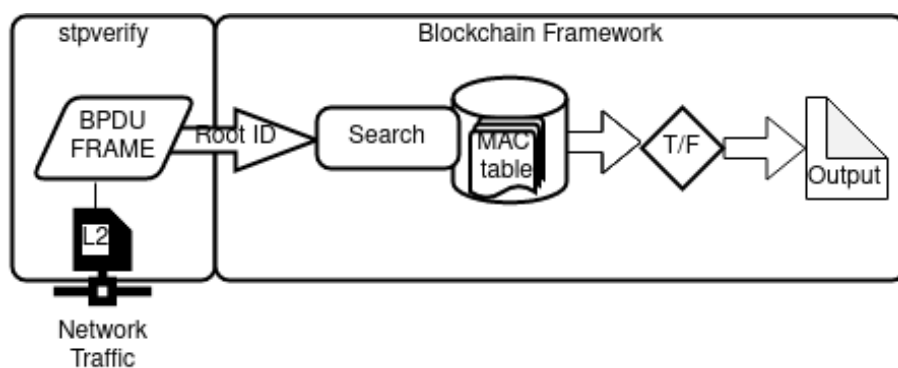 stpverify
Blockchain Framework
BPDU
FRAME
Root ID
Search
MAC
table
T/F
Output
L2
Network
Traffic